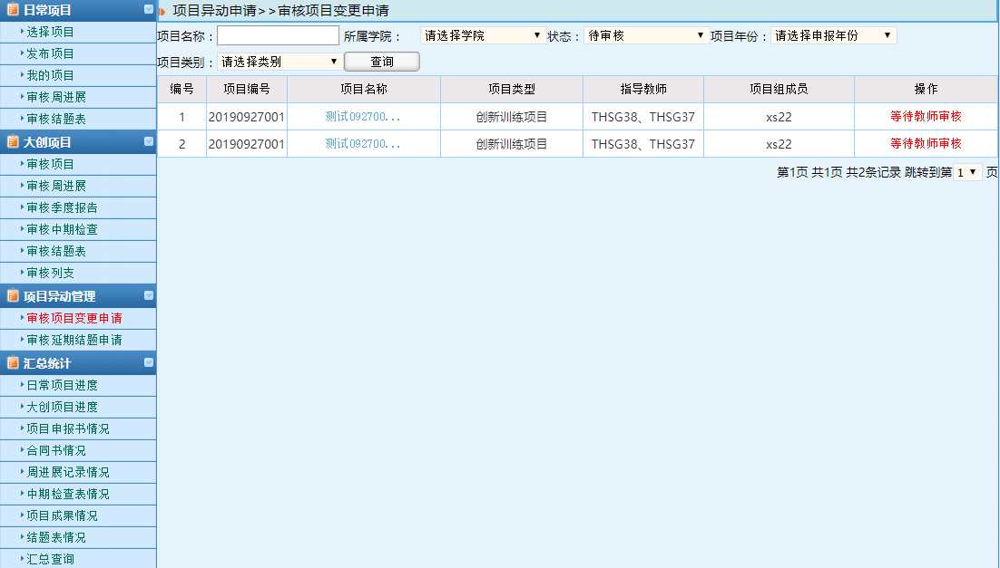 日常项目
选择项目
发布项目
我的项目
审核周进展
审核结题表
大创项目
审核项目
审核周进展
审核季度报告
审核中期检查
审核结题表
审核列支
项目异动管理
审核项目变更申请
审核延期结题申请
汇总统计
日常项目进度
大创项目进度
项目申报书情况
合同书情况
周进展记录情况
中期检查表情况
项目成果情况
结题表情况
汇总查询
项目异动申请>>审核项目变更申请
项目名称： 所属学院： 请选择学院 状态： 待审核 项目年份： 请选择申报年份
项目类别： 请选择类别 查询
编号 项目编号 项目名称 项目类型 指导教师 项目组成员 操作
1 20190927001 测试092700... 创新训练项目 THSG38、THSG37 xs22 等待教师审核
2 20190927001 测试092700... 创新训练项目 THSG38、THSG37 xs22 等待教师审核
第1页 共1页 共2条记录 跳转到第 1 页